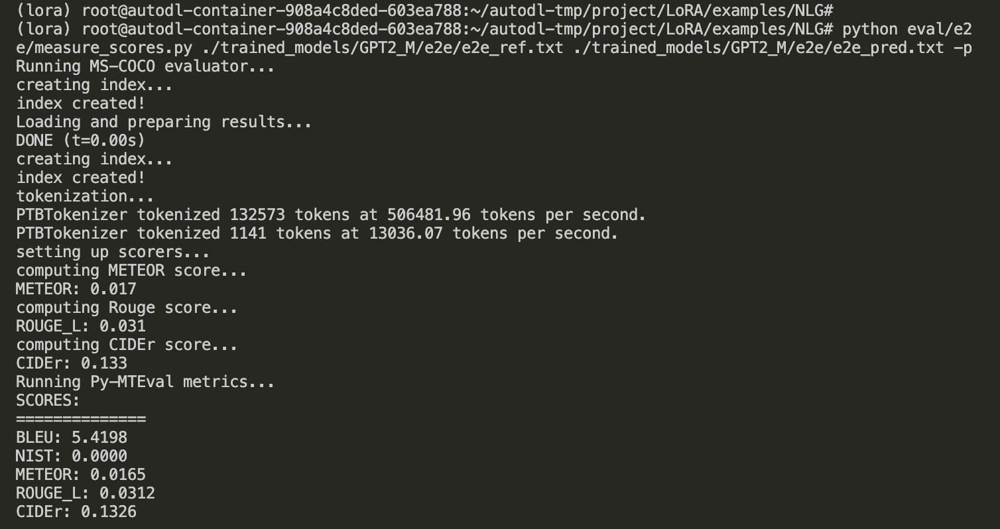 (lora) root@autodl-container-908a4c8ded-603ea788:~/autodl-tmp/project/LoRA/examples/NLG#
(lora) root@autodl-container-908a4c8ded-603ea788:~/autodl-tmp/project/LoRA/examples/NLG# python eval/e2
e/measure_scores.py ./trained_models/GPT2_M/e2e/e2e_ref.txt ./trained_models/GPT2_M/e2e/e2e_pred.txt -p
Running MS-COCO evaluator...
creating index...
index created!
Loading and preparing results...
DONE (t=0.00s)
creating index...
index created!
tokenization...
PTBTokenizer tokenized 132573 tokens at 506481.96 tokens per second.
PTBTokenizer tokenized 1141 tokens at 13036.07 tokens per second.
setting up scorers...
computing METEOR score...
METEOR: 0.017
computing Rouge score...
ROUGE_L: 0.031
computing CIDEr score...
CIDEr: 0.133
Running Py-MTEval metrics...
SCORES:
==============
BLEU: 5.4198
NIST: 0.0000
METEOR: 0.0165
ROUGE_L: 0.0312
CIDEr: 0.1326